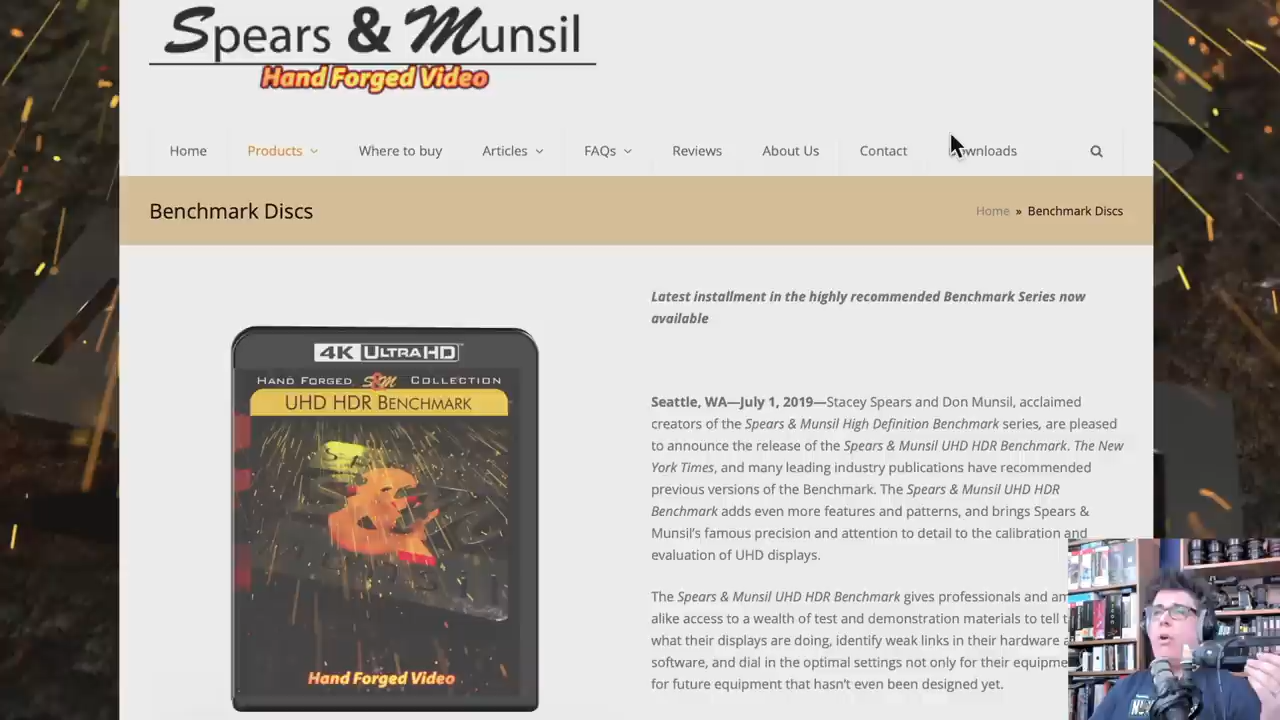 Spears & Munsil
Hand Forged Video
Home
Products
Where to buy
Articles
FAQs
Reviews
About Us
Contact
wnloads
Benchmark Discs
Home » Benchmark Discs
Latest installment in the highly recommended Benchmark Series now
available
4K ULTRA HD
HAND FORGED S&M COLLECTION
UHD HDR BENCHMARK
Hand Forged Video
Seattle, WA—July 1, 2019—Stacey Spears and Don Munsil, acclaimed
creators of the Spears & Munsil High Definition Benchmark series, are pleased
to announce the release of the Spears & Munsil UHD HDR Benchmark. The New
York Times, and many leading industry publications have recommended
previous versions of the Benchmark. The Spears & Munsil UHD HDR
Benchmark adds even more features and patterns, and brings Spears &
Munsil's famous precision and attention to detail to the calibration and
evaluation of UHD displays.
The Spears & Munsil UHD HDR Benchmark gives professionals and am
alike access to a wealth of test and demonstration materials to tell t
what their displays are doing, identify weak links in their hardware a
software, and dial in the optimal settings not only for their equipme
for future equipment that hasn't even been designed yet.